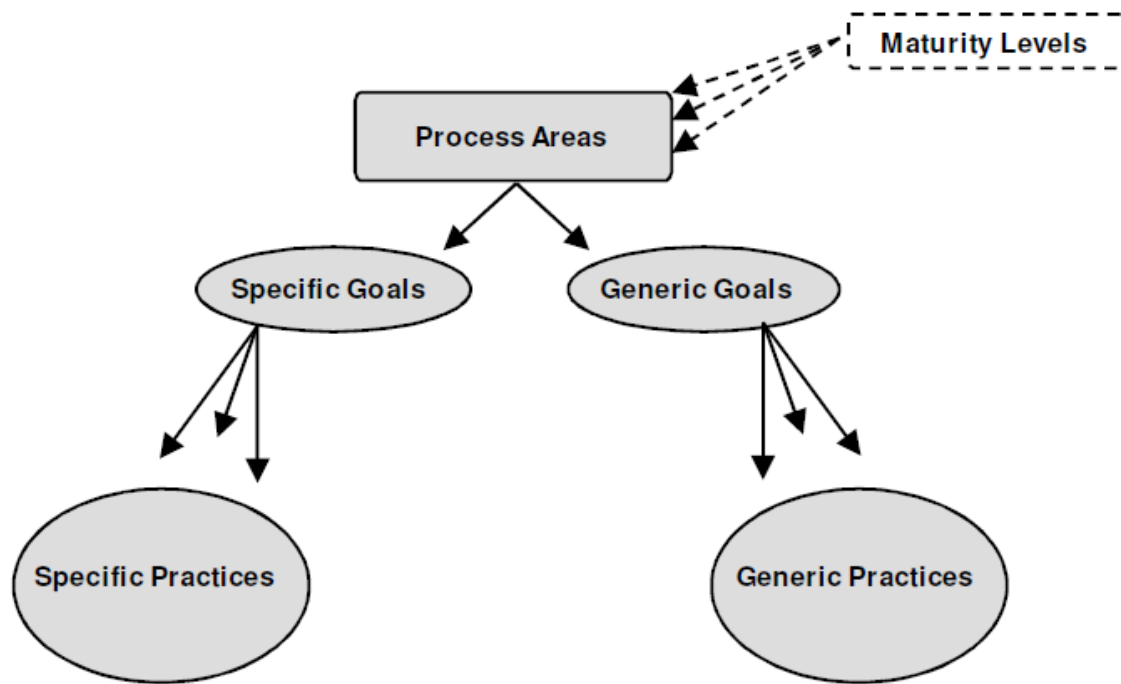 Maturity Levels
Process Areas
Specific Goals
Generic Goals
Specific Practices
Generic Practices